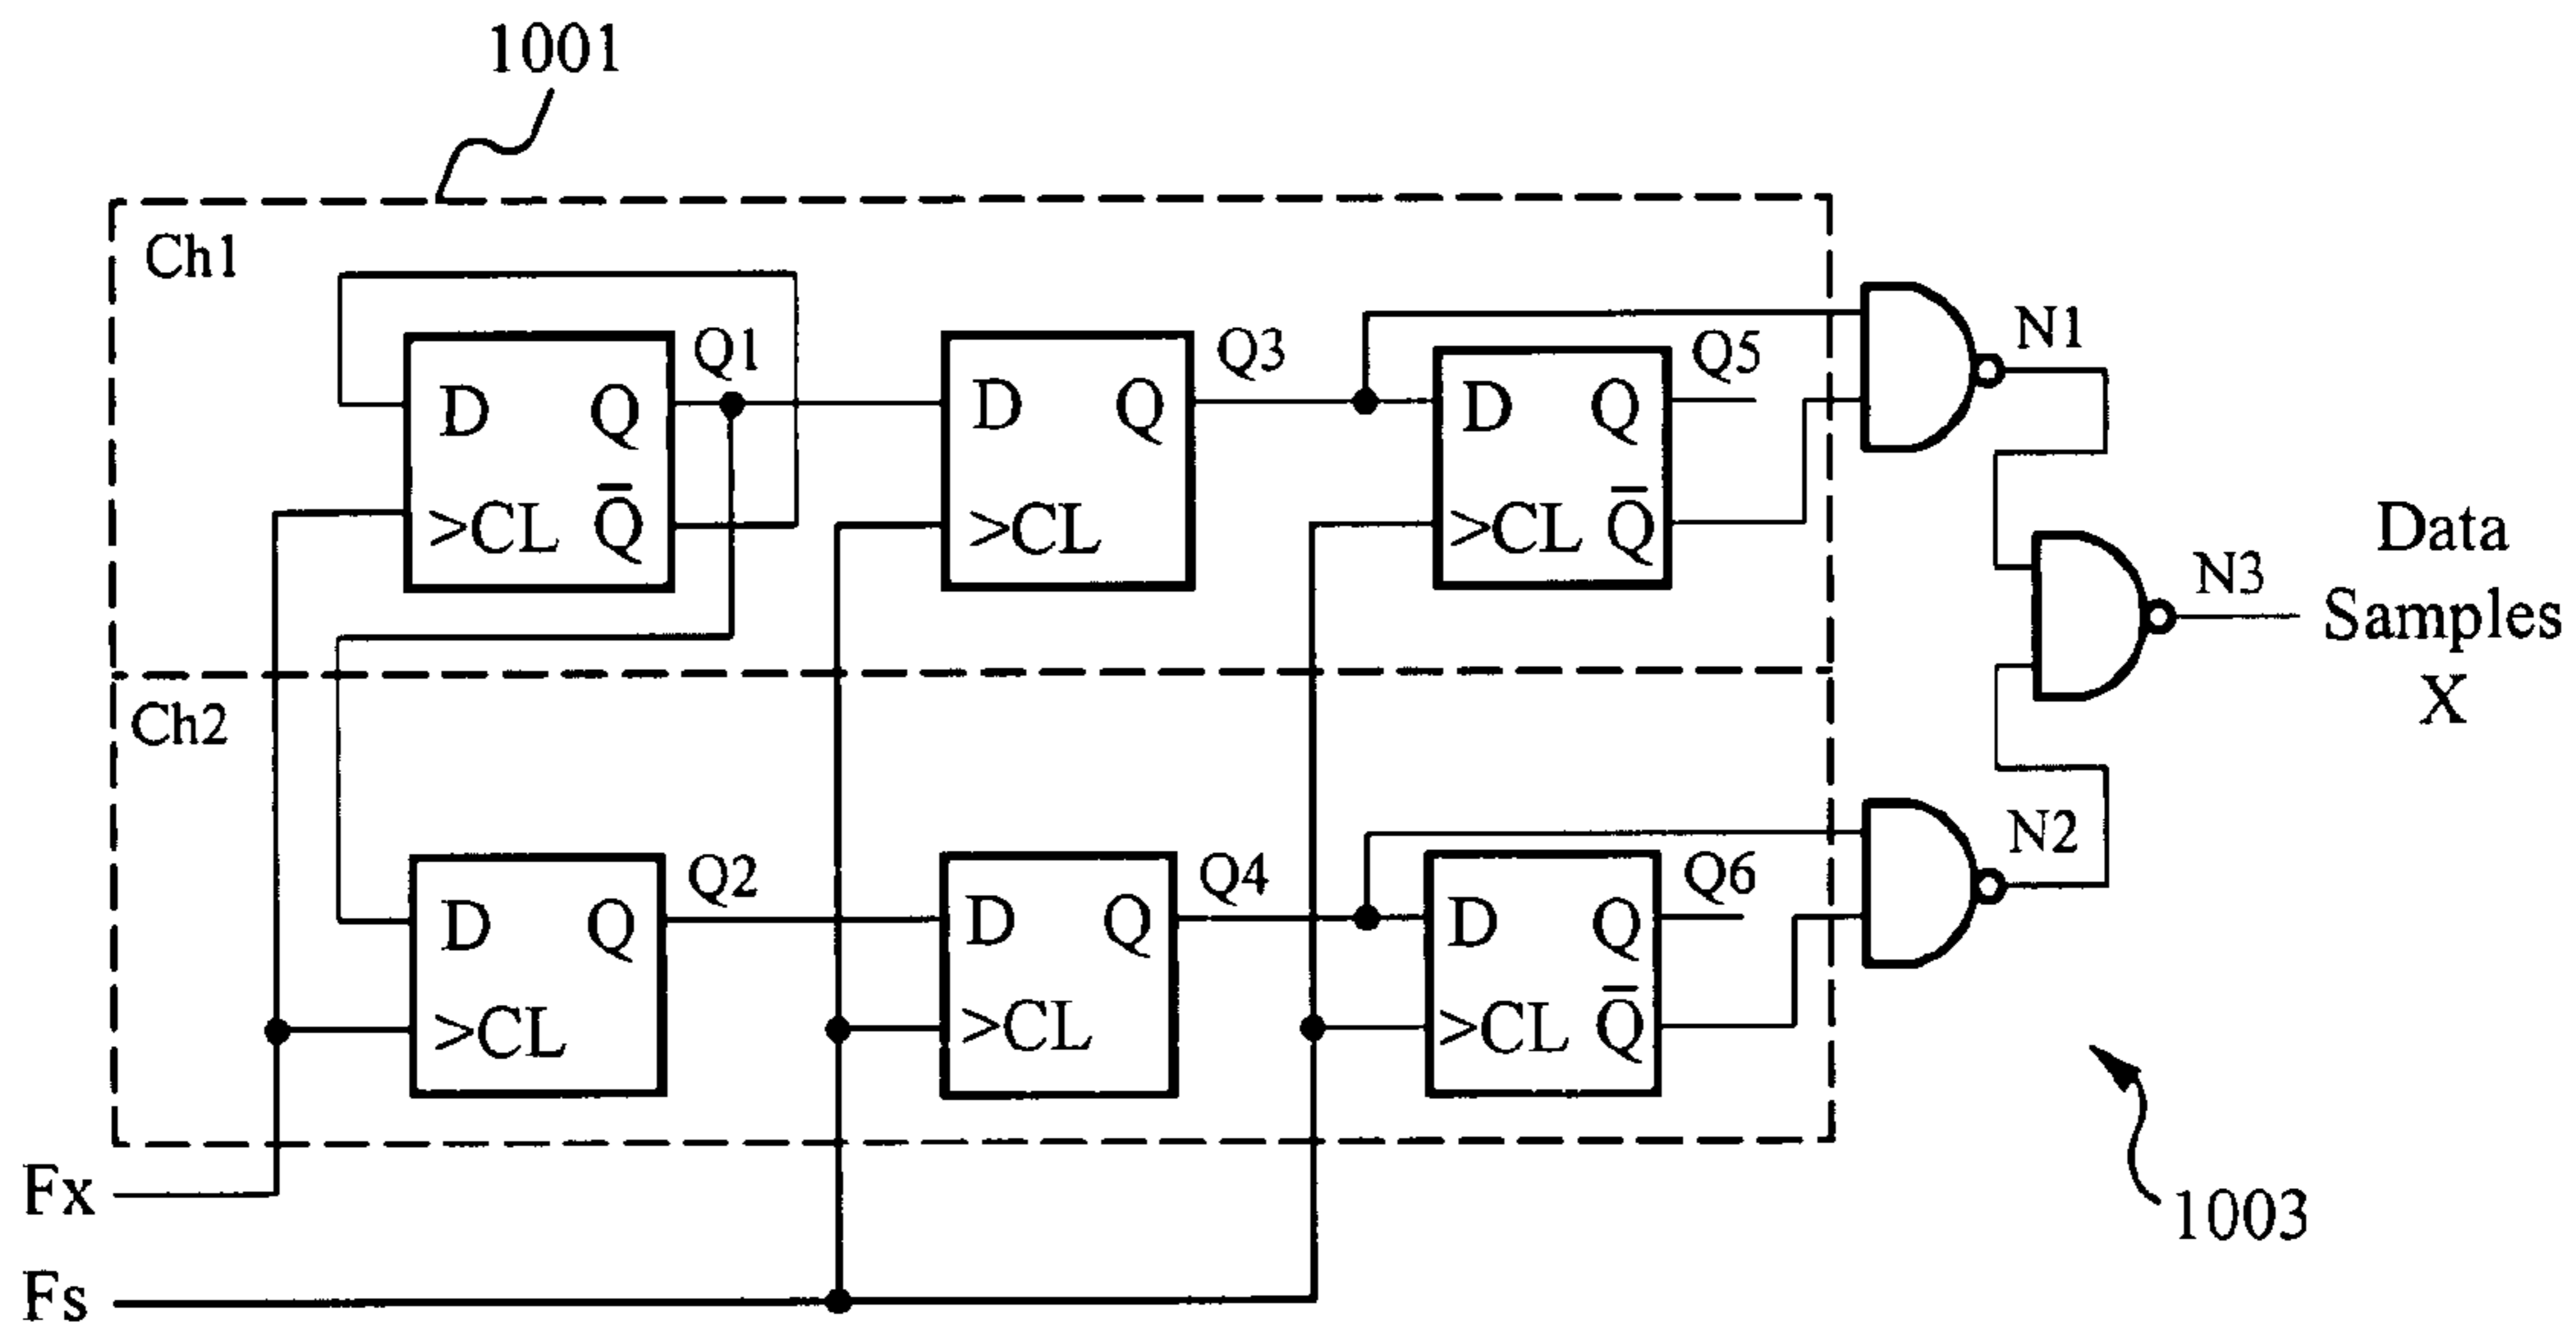 1001
Ch1
Q1
Q3
Q5
N1
D Q
>CL Q̅
D Q
>CL
D Q
>CL Q̅
Data
Samples
X
N3
Ch2
Q2
Q4
Q6
N2
D Q
>CL
D Q
>CL
D Q
>CL Q̅
Fx
Fs
1003